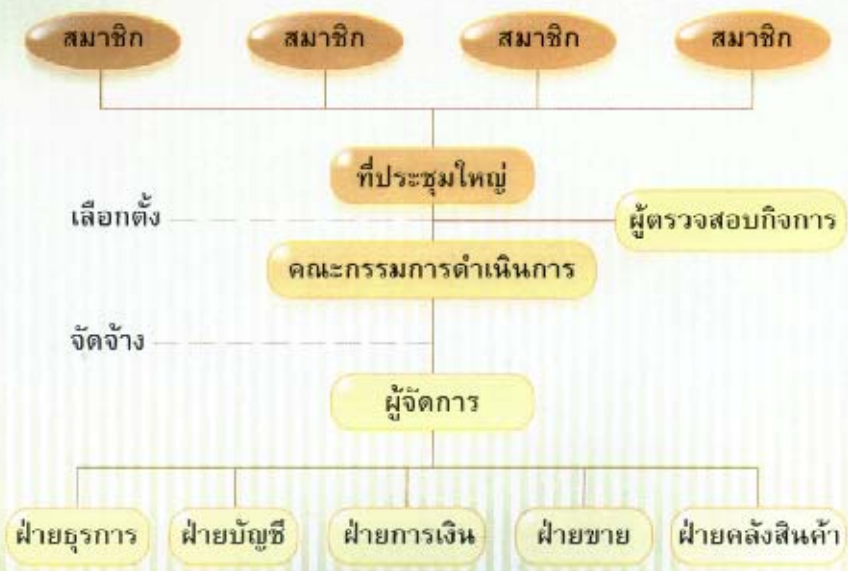 สมาชิก
สมาชิก
สมาชิก
สมาชิก
ที่ประชุมใหญ่
เลือกตั้ง
ผู้ตรวจสอบกิจการ
คณะกรรมการดำเนินการ
จัดจ้าง
ผู้จัดการ
ฝ่ายธุรการ
ฝ่ายบัญชี
ฝ่ายการเงิน
ฝ่ายขาย
ฝ่ายคลังสินค้า